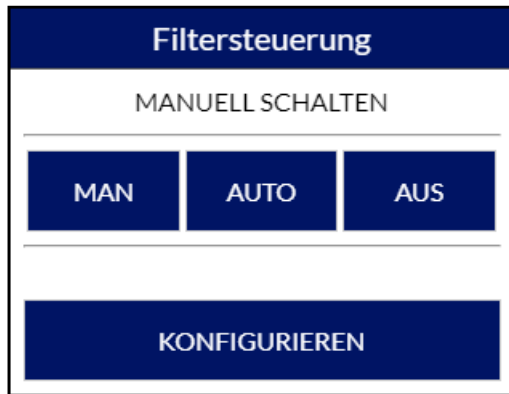 Filtersteuerung
MANUELL SCHALTEN
MAN AUTO AUS
KONFIGURIEREN